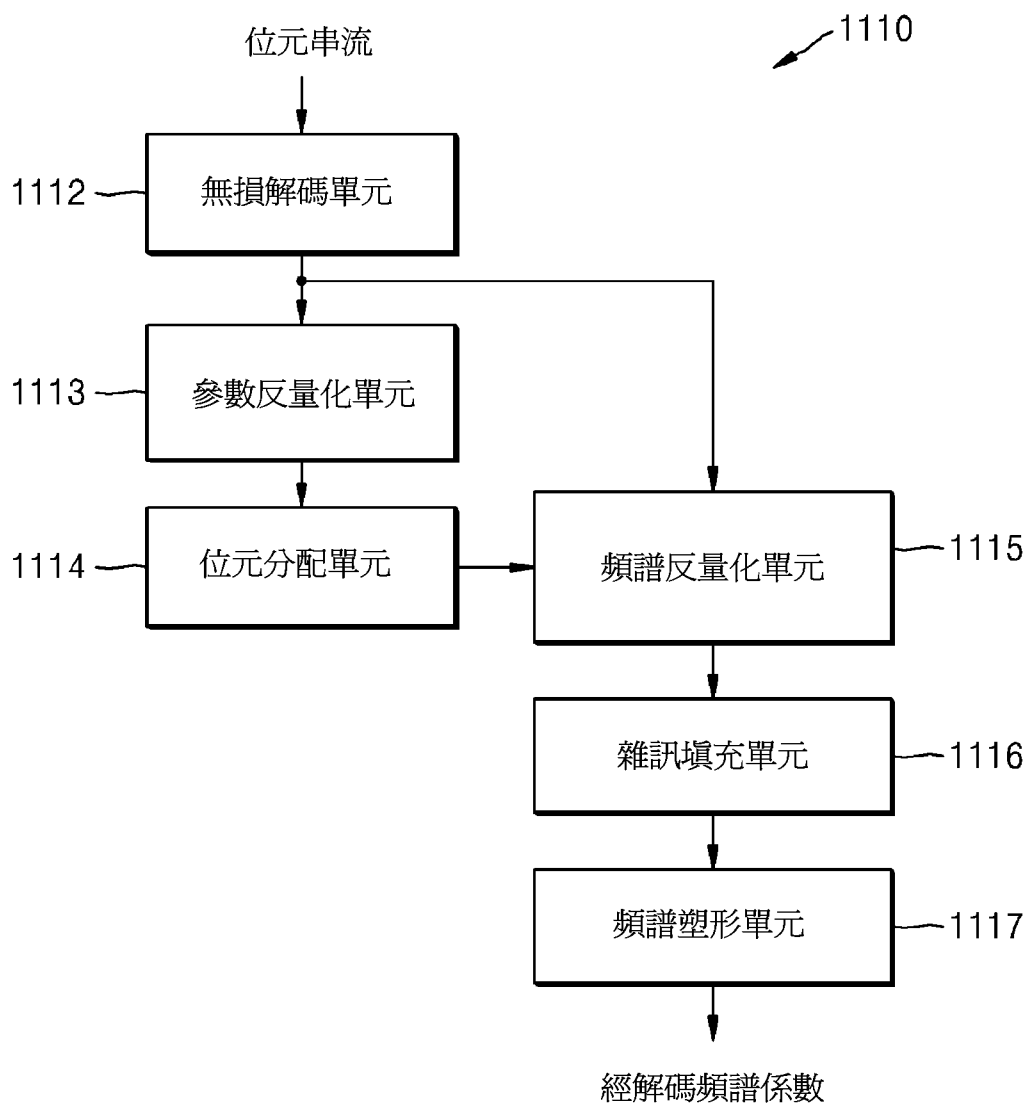 位元串流
1110
1112
無損解碼單元
1113
參數反量化單元
1114
位元分配單元
頻譜反量化單元
1115
雜訊填充單元
1116
頻譜塑形單元
1117
經解碼頻譜係數